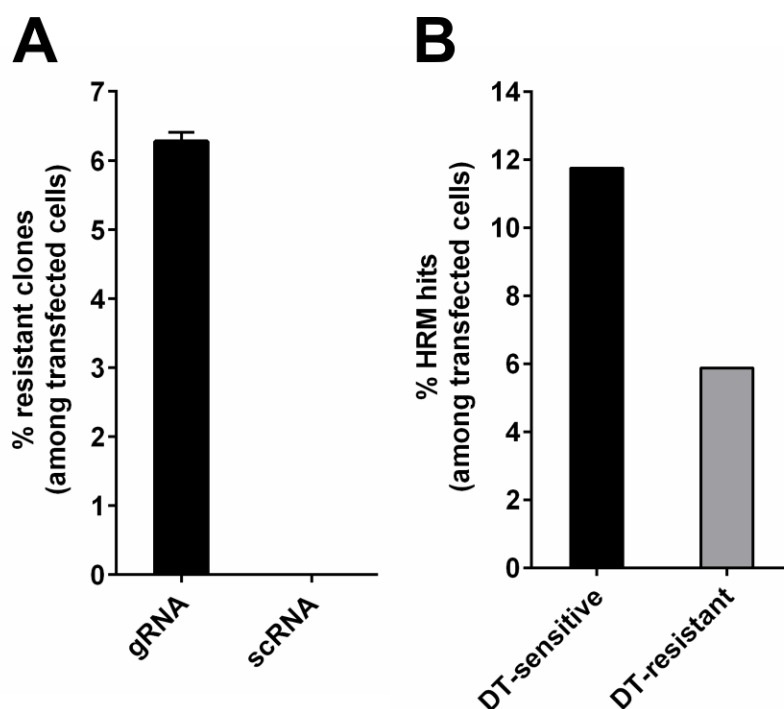 A
% resistant clones
(among transfected cells)
7
6
5
4
3
2
1
0
gRNA
scRNA
B
% HRM hits
(among transfected cells)
14
12
10
8
6
4
2
0
DT-sensitive
DT-resistant